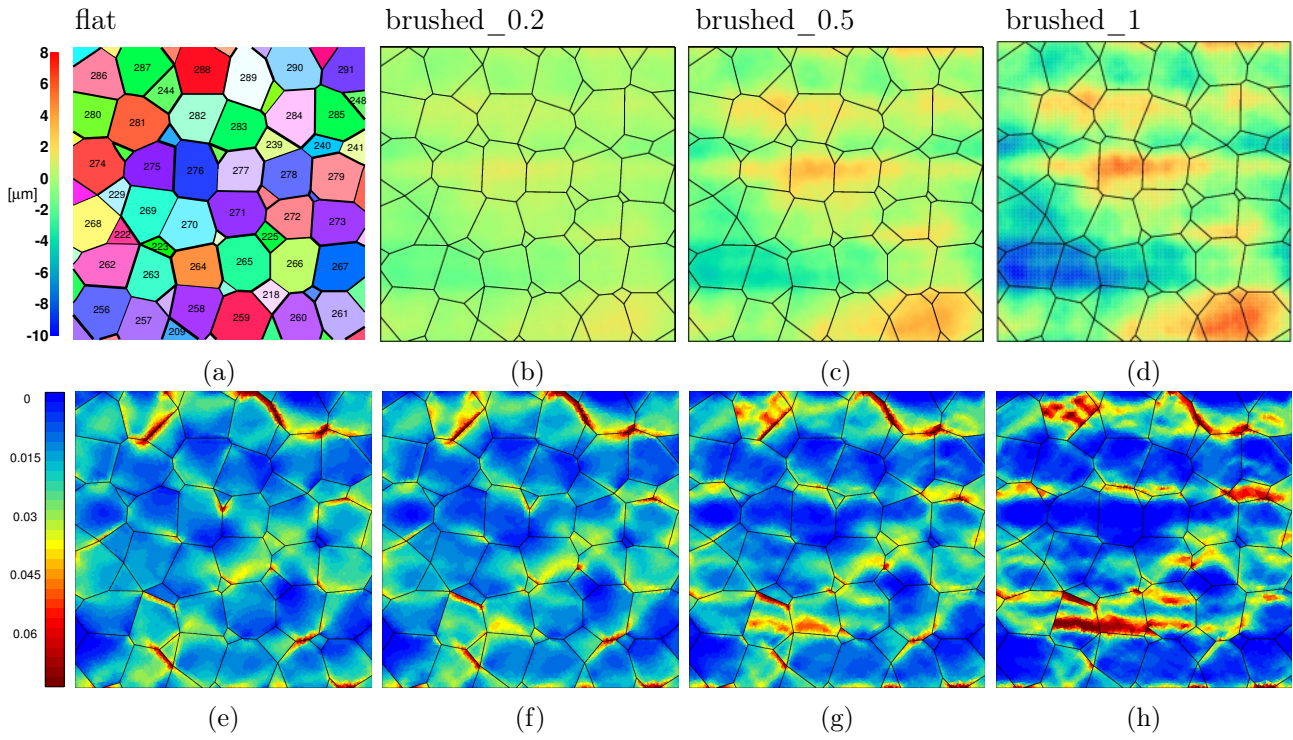 flat brushed_0.2 brushed_0.5 brushed_1
8
6
4
2
0
[μm]
-2
-4
-6
-8
-10
286 287 288 289 290 291
244 248
280 281 282 283 284 285
239 240 241
274 275 276 277 278 279
229
268 269 270 271 272 273
222 223 225
262 263 264 265 266 267
218
256 257 258 259 260 261
209
(a) (b) (c) (d)
0
0.015
0.03
0.045
0.06
(e) (f) (g) (h)